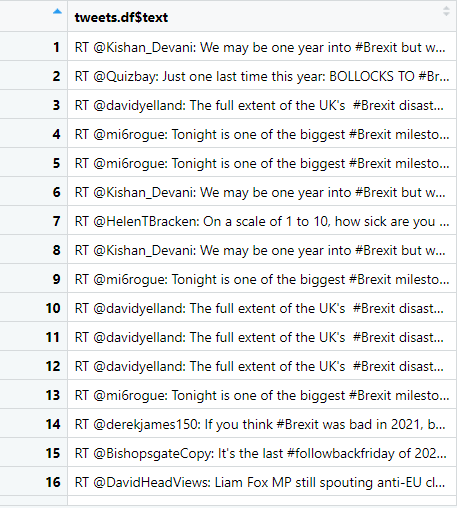 tweets.df$text
1 RT @Kishan_Devani: We may be one year into #Brexit but w...
2 RT @Quizbay: Just one last time this year: BOLLOCKS TO #Br...
3 RT @davidyelland: The full extent of the UK's  #Brexit disast...
4 RT @mi6rogue: Tonight is one of the biggest #Brexit milesto...
5 RT @mi6rogue: Tonight is one of the biggest #Brexit milesto...
6 RT @Kishan_Devani: We may be one year into #Brexit but w...
7 RT @HelenTBracken: On a scale of 1 to 10, how sick are you ...
8 RT @Kishan_Devani: We may be one year into #Brexit but w...
9 RT @mi6rogue: Tonight is one of the biggest #Brexit milesto...
10 RT @davidyelland: The full extent of the UK's  #Brexit disast...
11 RT @davidyelland: The full extent of the UK's  #Brexit disast...
12 RT @davidyelland: The full extent of the UK's  #Brexit disast...
13 RT @mi6rogue: Tonight is one of the biggest #Brexit milesto...
14 RT @derekjames150: If you think #Brexit was bad in 2021, b...
15 RT @BishopsgateCopy: It's the last #followbackfriday of 202...
16 RT @DavidHeadViews: Liam Fox MP still spouting anti-EU cl...